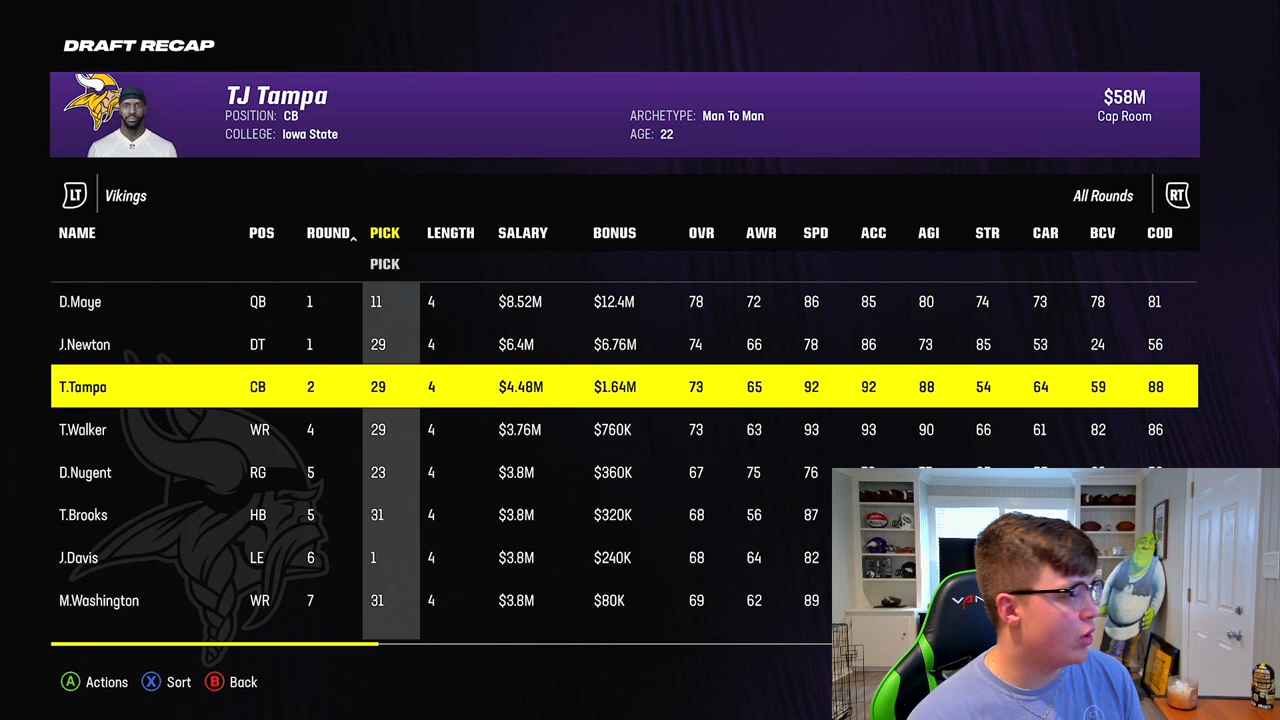 DRAFT RECAP
TJ Tampa
POSITION: CB
COLLEGE: Iowa State
ARCHETYPE: Man To Man
AGE: 22
$58M
Cap Room
LT Vikings
All Rounds RT
NAME POS ROUND PICK LENGTH SALARY BONUS OVR AWR SPD ACC AGI STR CAR BCV COD
PICK
D.Maye QB 1 11 4 $8.52M $12.4M 78 72 86 85 80 74 73 78 81
J.Newton DT 1 29 4 $6.4M $6.76M 74 66 78 86 73 85 53 24 56
T.Tampa CB 2 29 4 $4.48M $1.64M 73 65 92 92 88 54 64 59 88
T.Walker WR 4 29 4 $3.76M $760K 73 63 93 93 90 66 61 82 86
D.Nugent RG 5 23 4 $3.8M $360K 67 75 76
T.Brooks HB 5 31 4 $3.8M $320K 68 56 87
J.Davis LE 6 1 4 $3.8M $240K 68 64 82
M.Washington WR 7 31 4 $3.8M $80K 69 62 89
A Actions X Sort B Back